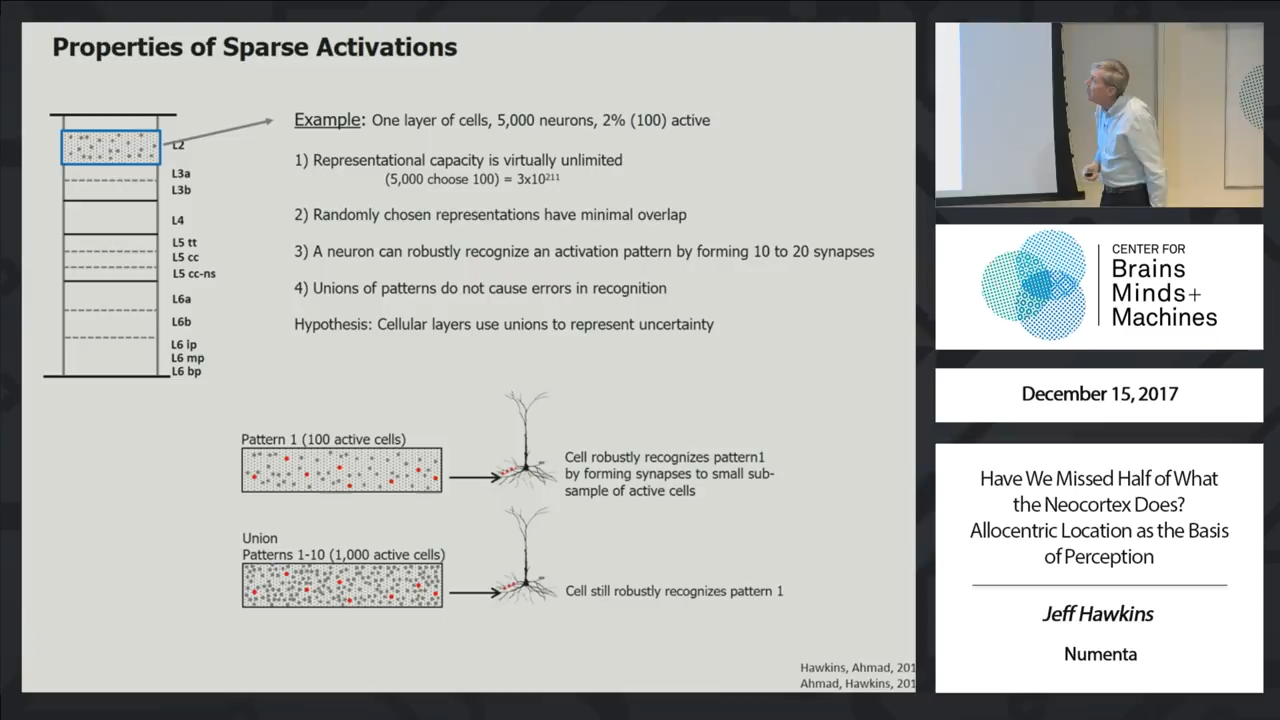 Properties of Sparse Activations
L2
L3a
L3b
L4
L5 tt
L5 cc
L5 cc-ns
L6a
L6b
L6 ip
L6 mp
L6 bp
Example: One layer of cells, 5,000 neurons, 2% (100) active
1) Representational capacity is virtually unlimited
(5,000 choose 100) = 3x10²¹¹
2) Randomly chosen representations have minimal overlap
3) A neuron can robustly recognize an activation pattern by forming 10 to 20 synapses
4) Unions of patterns do not cause errors in recognition
Hypothesis: Cellular layers use unions to represent uncertainty
Pattern 1 (100 active cells)
Cell robustly recognizes pattern1
by forming synapses to small sub-
sample of active cells
Union
Patterns 1-10 (1,000 active cells)
Cell still robustly recognizes pattern 1
Hawkins, Ahmad, 201
Ahmad, Hawkins, 201
CENTER FOR
Brains
Minds+
Machines
December 15, 2017
Have We Missed Half of What
the Neocortex Does?
Allocentric Location as the Basis
of Perception
Jeff Hawkins
Numenta